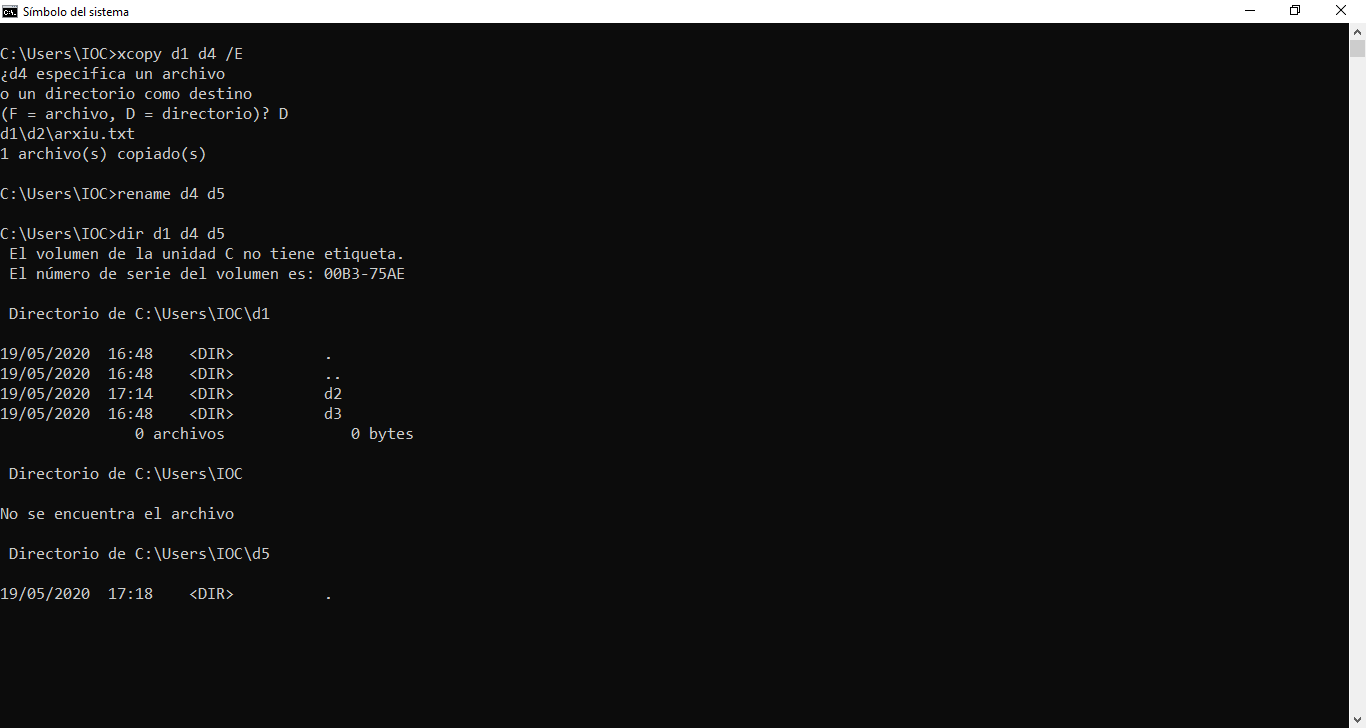 Símbolo del sistema
C:\Users\IOC>xcopy d1 d4 /E
¿d4 especifica un archivo
o un directorio como destino
(F = archivo, D = directorio)? D
d1\d2\arxiu.txt
1 archivo(s) copiado(s)
C:\Users\IOC>rename d4 d5
C:\Users\IOC>dir d1 d4 d5
 El volumen de la unidad C no tiene etiqueta.
 El número de serie del volumen es: 00B3-75AE
 Directorio de C:\Users\IOC\d1
19/05/2020  16:48    <DIR>          .
19/05/2020  16:48    <DIR>          ..
19/05/2020  17:14    <DIR>          d2
19/05/2020  16:48    <DIR>          d3
               0 archivos              0 bytes
 Directorio de C:\Users\IOC
No se encuentra el archivo
 Directorio de C:\Users\IOC\d5
19/05/2020  17:18    <DIR>          .